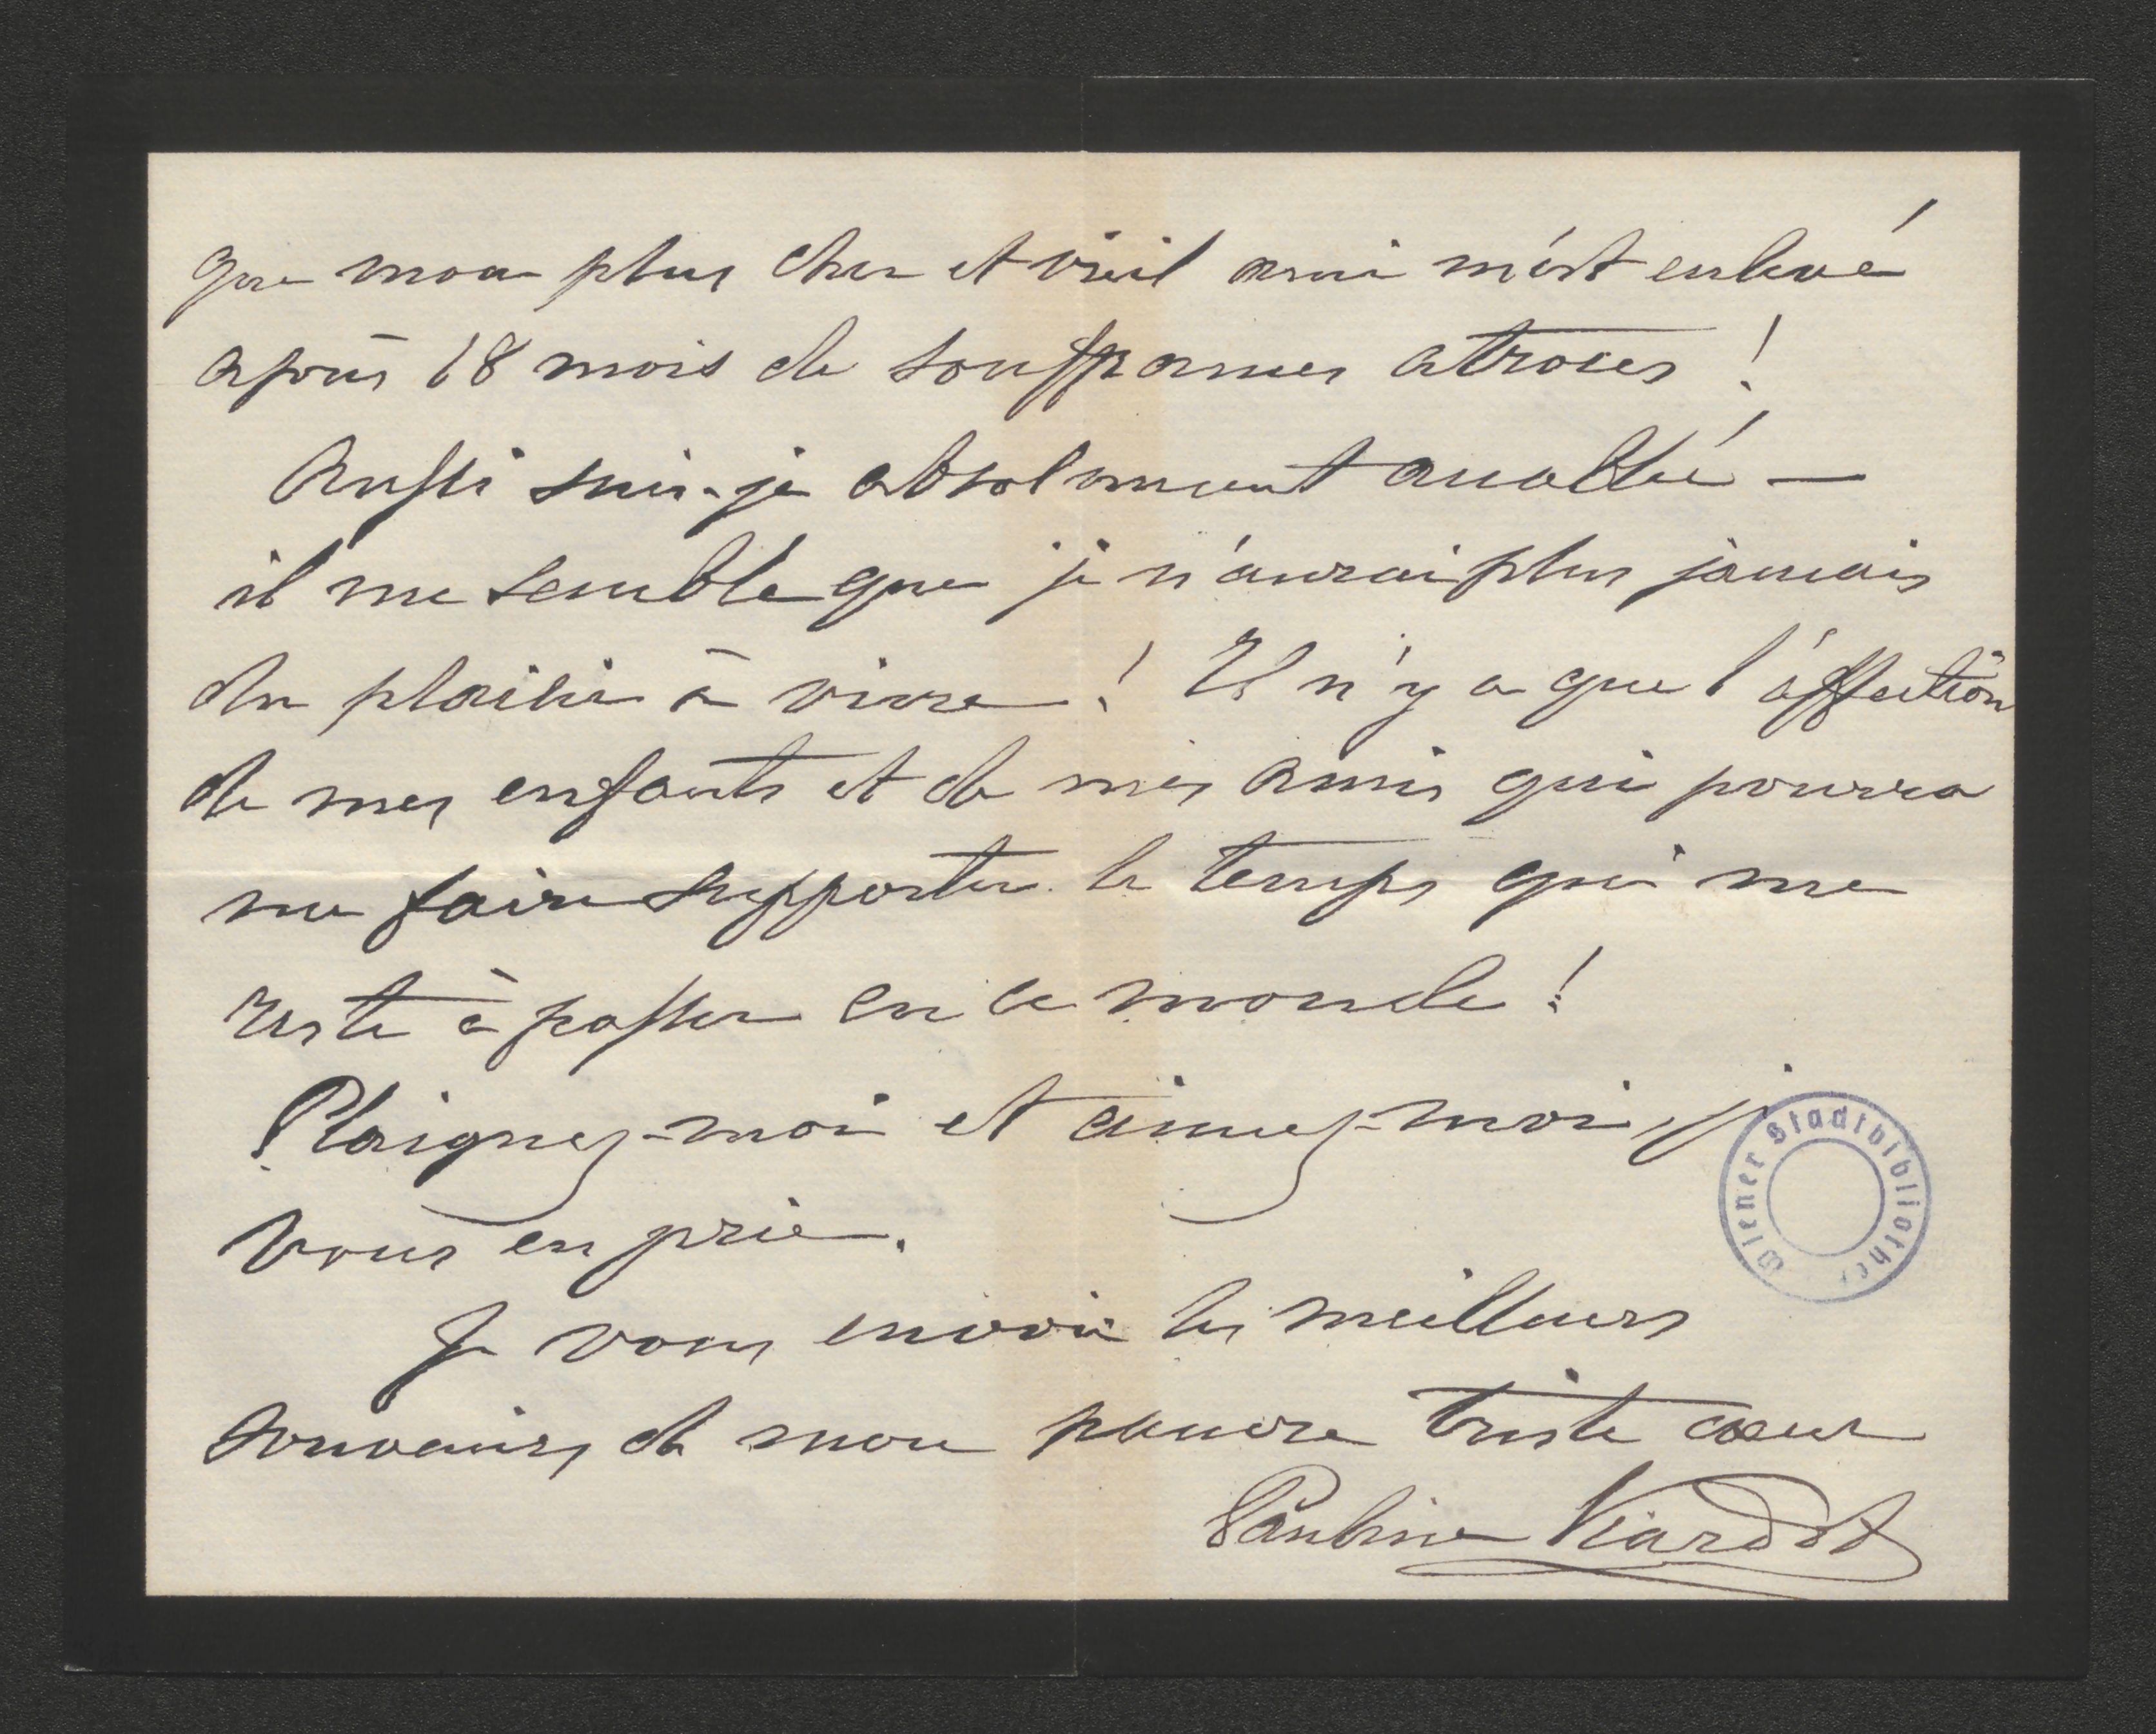 que mon plus cher et vieil ami m'est enlevé
après 18 mois de souffrances atroces !
Aussi suis-je absolument anéantie —
il me semble que je n'aurai plus jamais
du plaisir à vivre ! Il n'y a que l'affection
de mes enfants et de mes amis qui pourra
me faire supporter le temps qui me
reste à passer en ce monde !
Plaignez-moi et aimez-moi, je
vous en prie.
Je vous envoie les meilleurs
souvenirs de mon pauvre triste cœur
Pauline Viardot
Wiener Stadtbibliothek